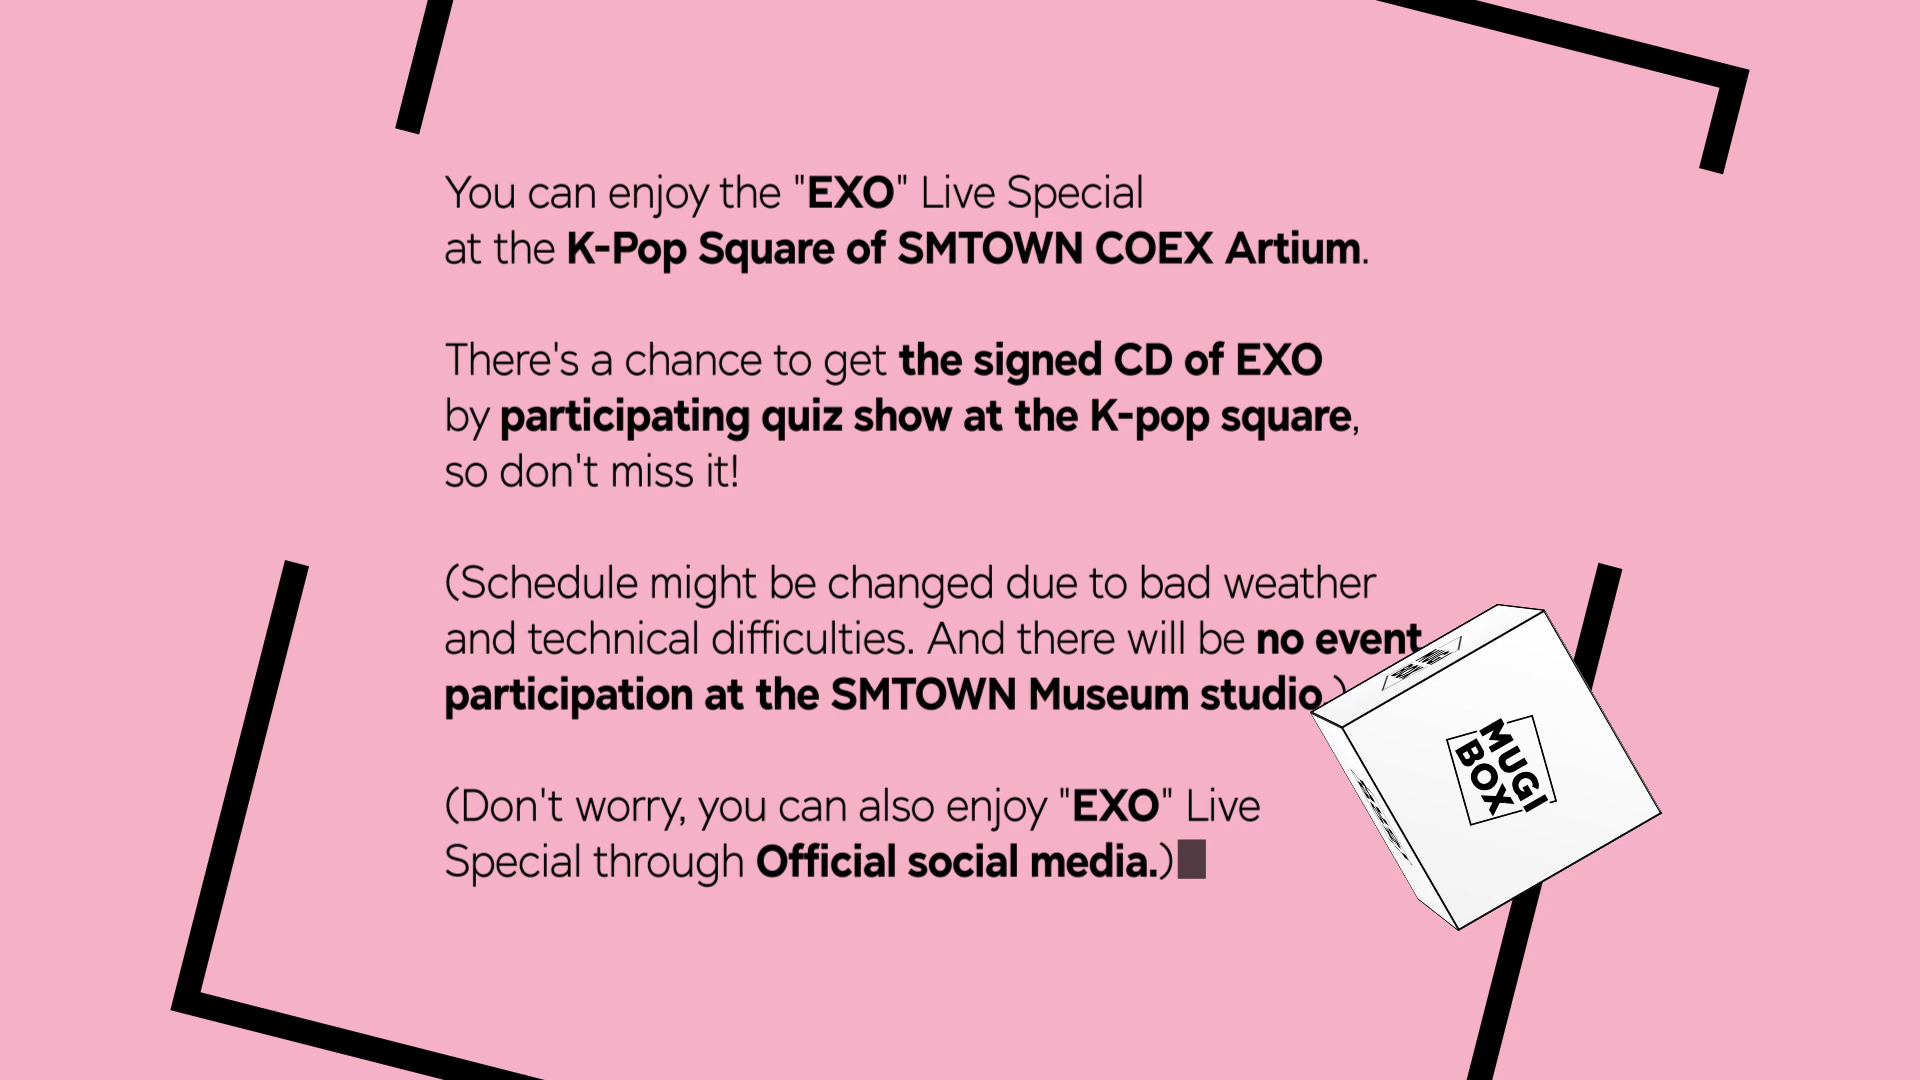 You can enjoy the "EXO" Live Special
at the K-Pop Square of SMTOWN COEX Artium.
There's a chance to get the signed CD of EXO
by participating quiz show at the K-pop square,
so don't miss it!
(Schedule might be changed due to bad weather
and technical difficulties. And there will be no event
participation at the SMTOWN Museum studio.)
(Don't worry, you can also enjoy "EXO" Live
Special through Official social media.)
MUGI
BOX